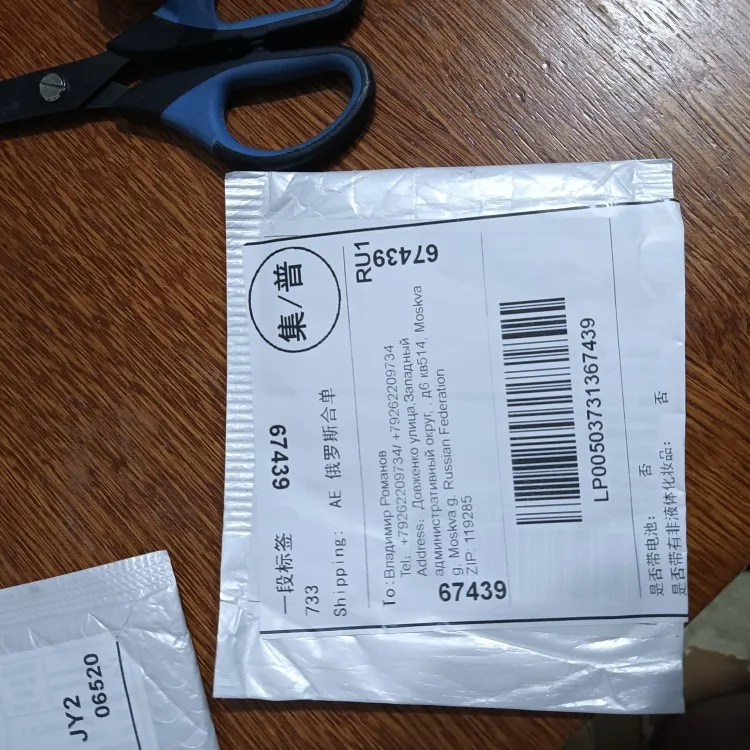 一段标签
67439
集/普
733
Shipping: AE 俄罗斯合单
RU1
67439
To:Владимир Романов
Tel: +79262209734/ +79262209734
Address: Довженко улица,Западный
административный округ, , д6 кв514, Moskva
g, Moskva g. Russian Federation
ZIP: 119285
67439
LP00503731367439
是否带电池: 否
是否带有非液体化妆品: 否
JY2
06520